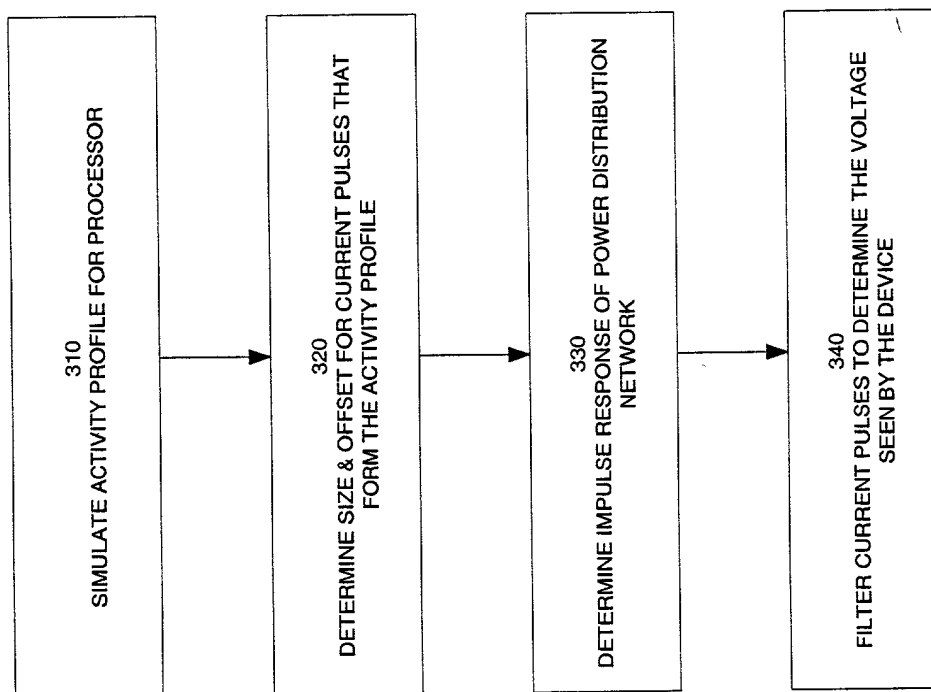 310
SIMULATE ACTIVITY PROFILE FOR PROCESSOR
320
DETERMINE SIZE & OFFSET FOR CURRENT PULSES THAT
FORM THE ACTIVITY PROFILE
330
DETERMINE IMPULSE RESPONSE OF POWER DISTRIBUTION
NETWORK
340
FILTER CURRENT PULSES TO DETERMINE THE VOLTAGE
SEEN BY THE DEVICE